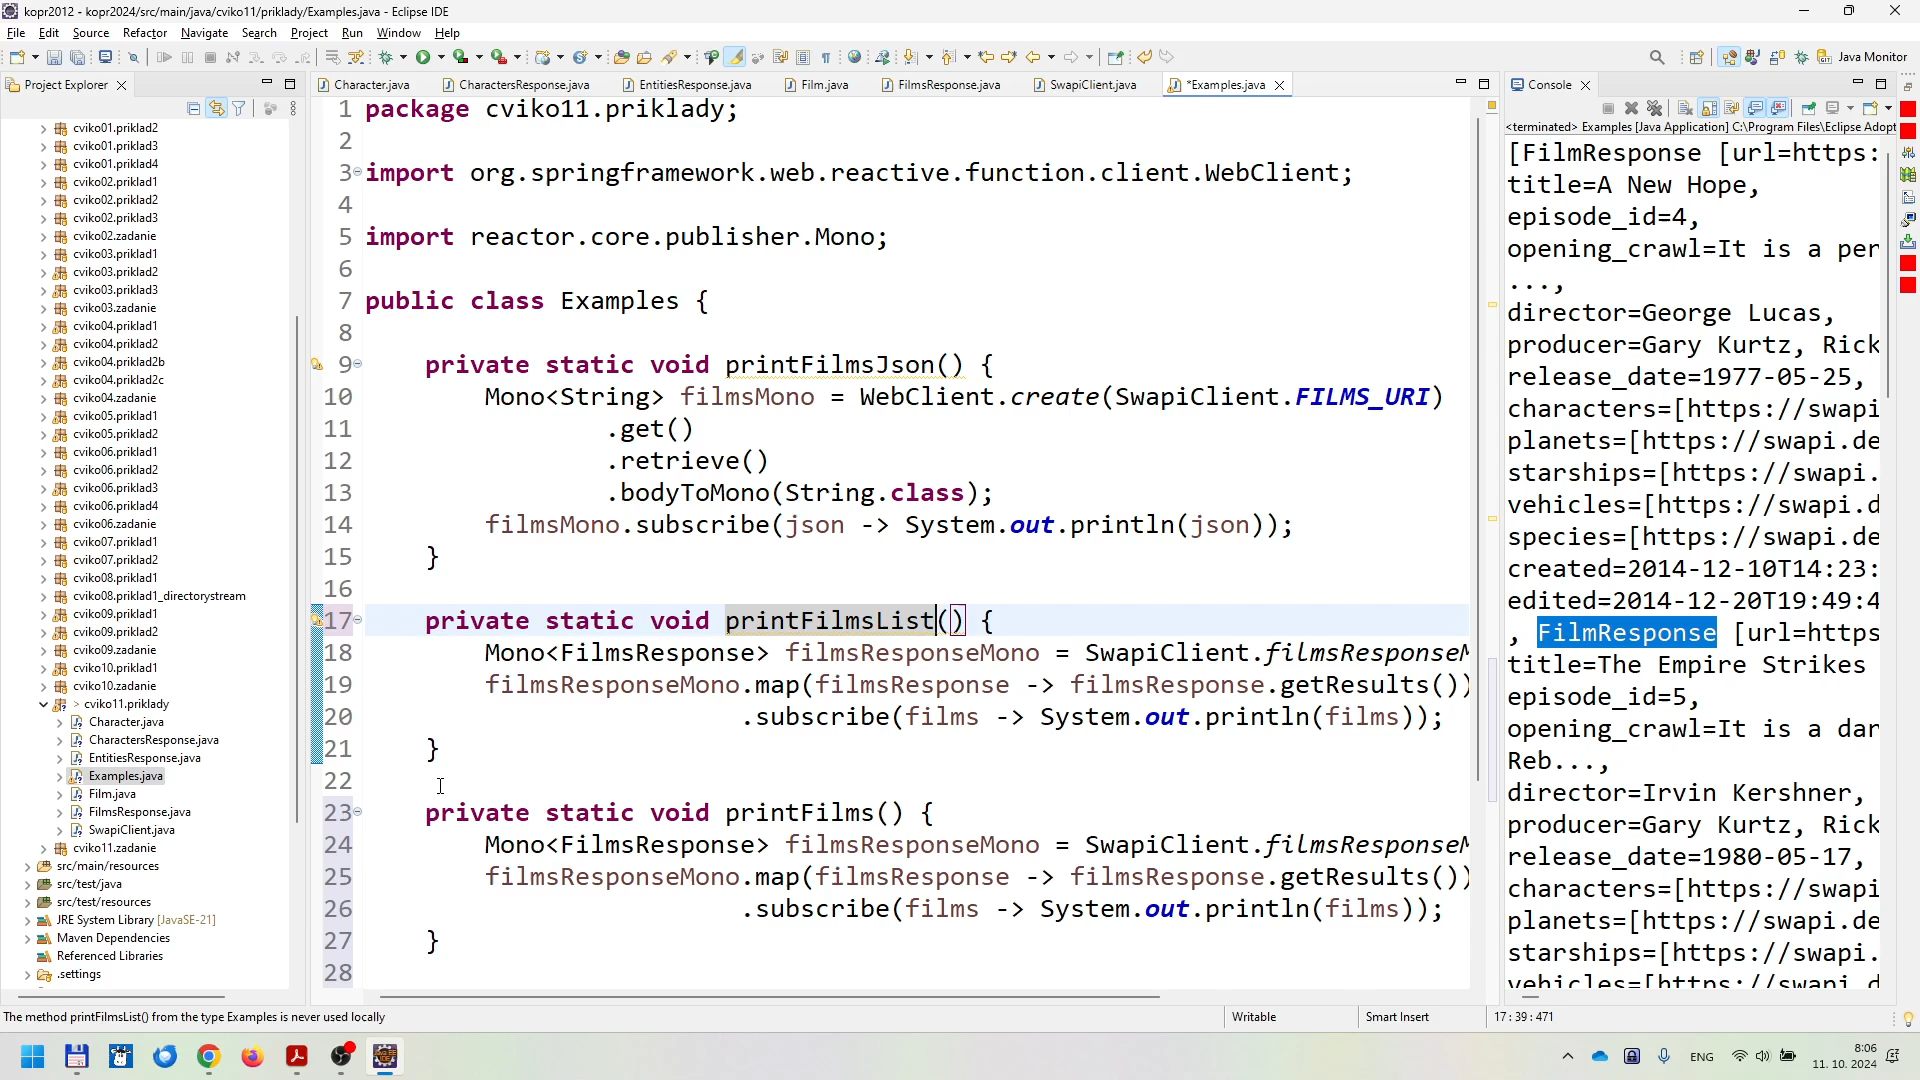 kopr2012 - kopr2024/src/main/java/cviko11/priklady/Examples.java - Eclipse IDE
File Edit Source Refactor Navigate Search Project Run Window Help
Java Monitor
Project Explorer
cviko01.priklad2
cviko01.priklad3
cviko01.priklad4
cviko02.priklad1
cviko02.priklad2
cviko02.priklad3
cviko02.zadanie
cviko03.priklad1
cviko03.priklad2
cviko03.priklad3
cviko03.zadanie
cviko04.priklad1
cviko04.priklad2
cviko04.priklad2b
cviko04.priklad2c
cviko04.zadanie
cviko05.priklad1
cviko05.priklad2
cviko06.priklad1
cviko06.priklad2
cviko06.priklad3
cviko06.priklad4
cviko06.zadanie
cviko07.priklad1
cviko07.priklad2
cviko08.priklad1
cviko08.priklad1_directorystream
cviko09.priklad1
cviko09.priklad2
cviko09.zadanie
cviko10.priklad1
cviko10.zadanie
> cviko11.priklady
Character.java
CharactersResponse.java
EntitiesResponse.java
Examples.java
Film.java
FilmsResponse.java
SwapiClient.java
cviko11.zadanie
src/main/resources
src/test/java
src/test/resources
JRE System Library [JavaSE-21]
Maven Dependencies
Referenced Libraries
.settings
Character.java CharactersResponse.java EntitiesResponse.java Film.java FilmsResponse.java SwapiClient.java *Examples.java
1 package cviko11.priklady;
2
3 import org.springframework.web.reactive.function.client.WebClient;
4
5 import reactor.core.publisher.Mono;
6
7 public class Examples {
8
9 private static void printFilmsJson() {
10 Mono<String> filmsMono = WebClient.create(SwapiClient.FILMS_URI)
11 .get()
12 .retrieve()
13 .bodyToMono(String.class);
14 filmsMono.subscribe(json -> System.out.println(json));
15 }
16
17 private static void printFilmsList() {
18 Mono<FilmsResponse> filmsResponseMono = SwapiClient.filmsResponseM
19 filmsResponseMono.map(filmsResponse -> filmsResponse.getResults())
20 .subscribe(films -> System.out.println(films));
21 }
22
23 private static void printFilms() {
24 Mono<FilmsResponse> filmsResponseMono = SwapiClient.filmsResponseM
25 filmsResponseMono.map(filmsResponse -> filmsResponse.getResults())
26 .subscribe(films -> System.out.println(films));
27 }
28
Console
<terminated> Examples [Java Application] C:\Program Files\Eclipse Adopt
[FilmResponse [url=https:
title=A New Hope,
episode_id=4,
opening_crawl=It is a per
...,
director=George Lucas,
producer=Gary Kurtz, Rick
release_date=1977-05-25,
characters=[https://swapi
planets=[https://swapi.de
starships=[https://swapi.
vehicles=[https://swapi.d
species=[https://swapi.de
created=2014-12-10T14:23:
edited=2014-12-20T19:49:4
, FilmResponse [url=https
title=The Empire Strikes
episode_id=5,
opening_crawl=It is a dar
Reb...,
director=Irvin Kershner,
producer=Gary Kurtz, Rick
release_date=1980-05-17,
characters=[https://swapi
planets=[https://swapi.de
starships=[https://swapi.
vehicles=[https://swapi.d
The method printFilmsList() from the type Examples is never used locally
Writable
Smart Insert
17 : 39 : 471
ENG
8:06
11. 10. 2024